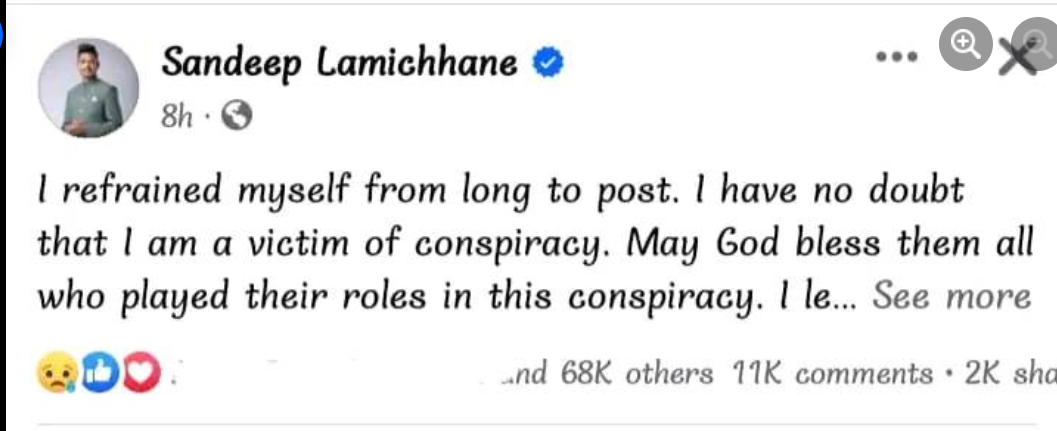 Sandeep Lamichhane
8h ·
I refrained myself from long to post. I have no doubt
that I am a victim of conspiracy. May God bless them all
who played their roles in this conspiracy. I le... See more
nd 68K others 11K comments • 2K sha